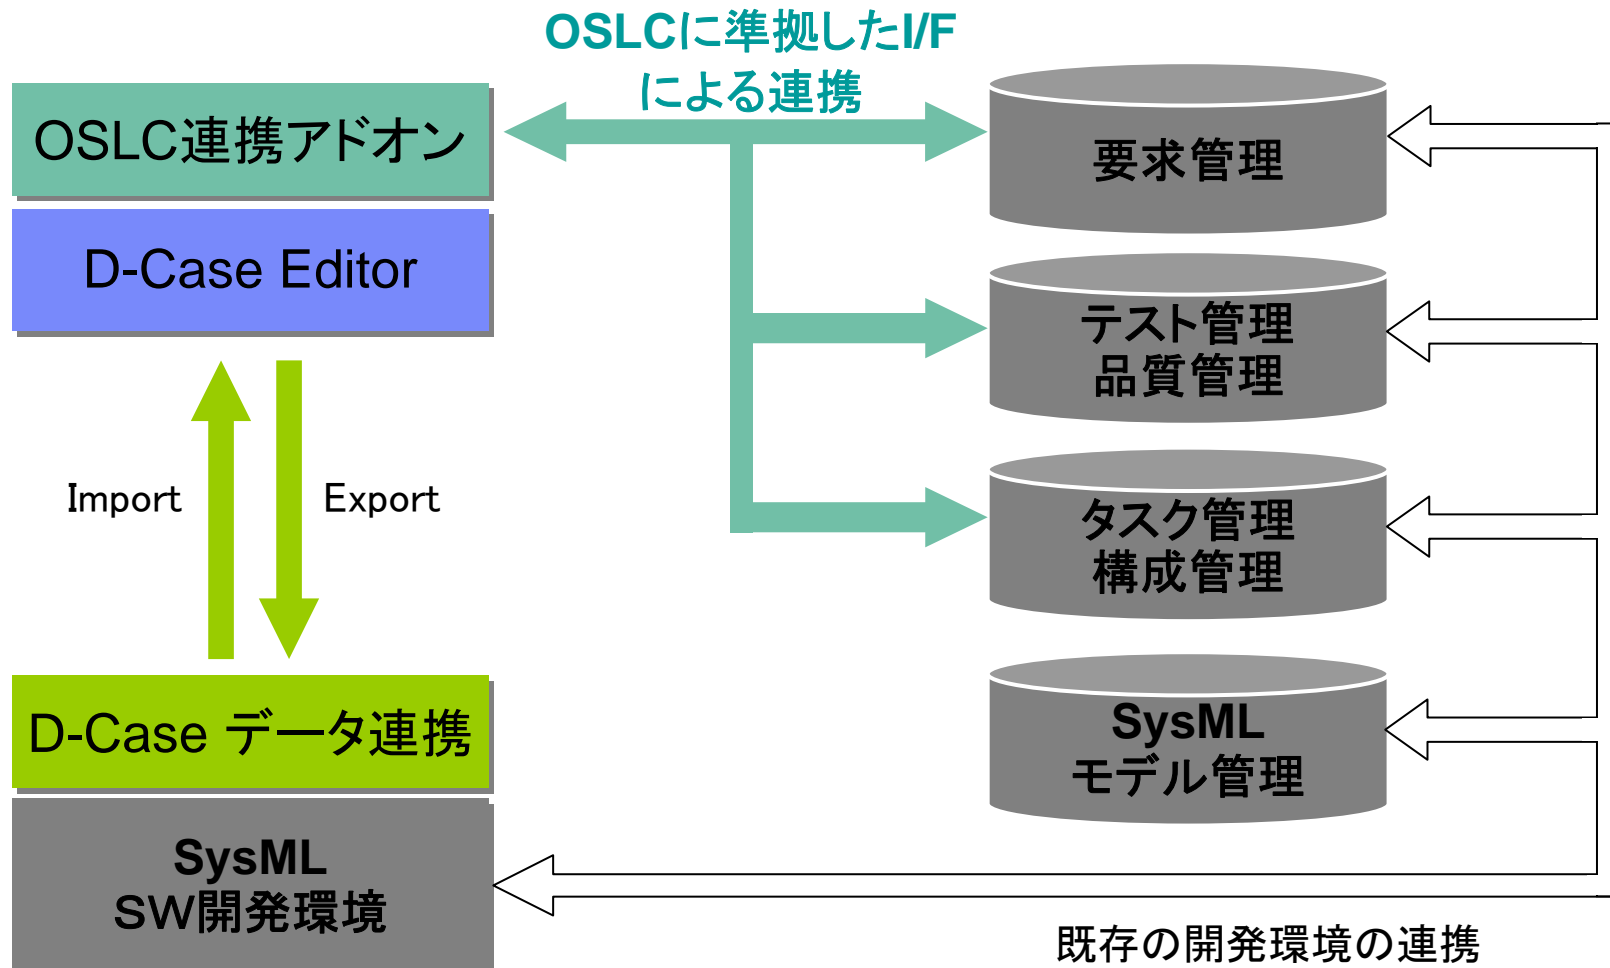 OSLCに準拠したI/F
による連携
OSLC連携アドオン
D-Case Editor
Import
Export
D-Case データ連携
SysML
SW開発環境
要求管理
テスト管理
品質管理
タスク管理
構成管理
SysML
モデル管理
既存の開発環境の連携